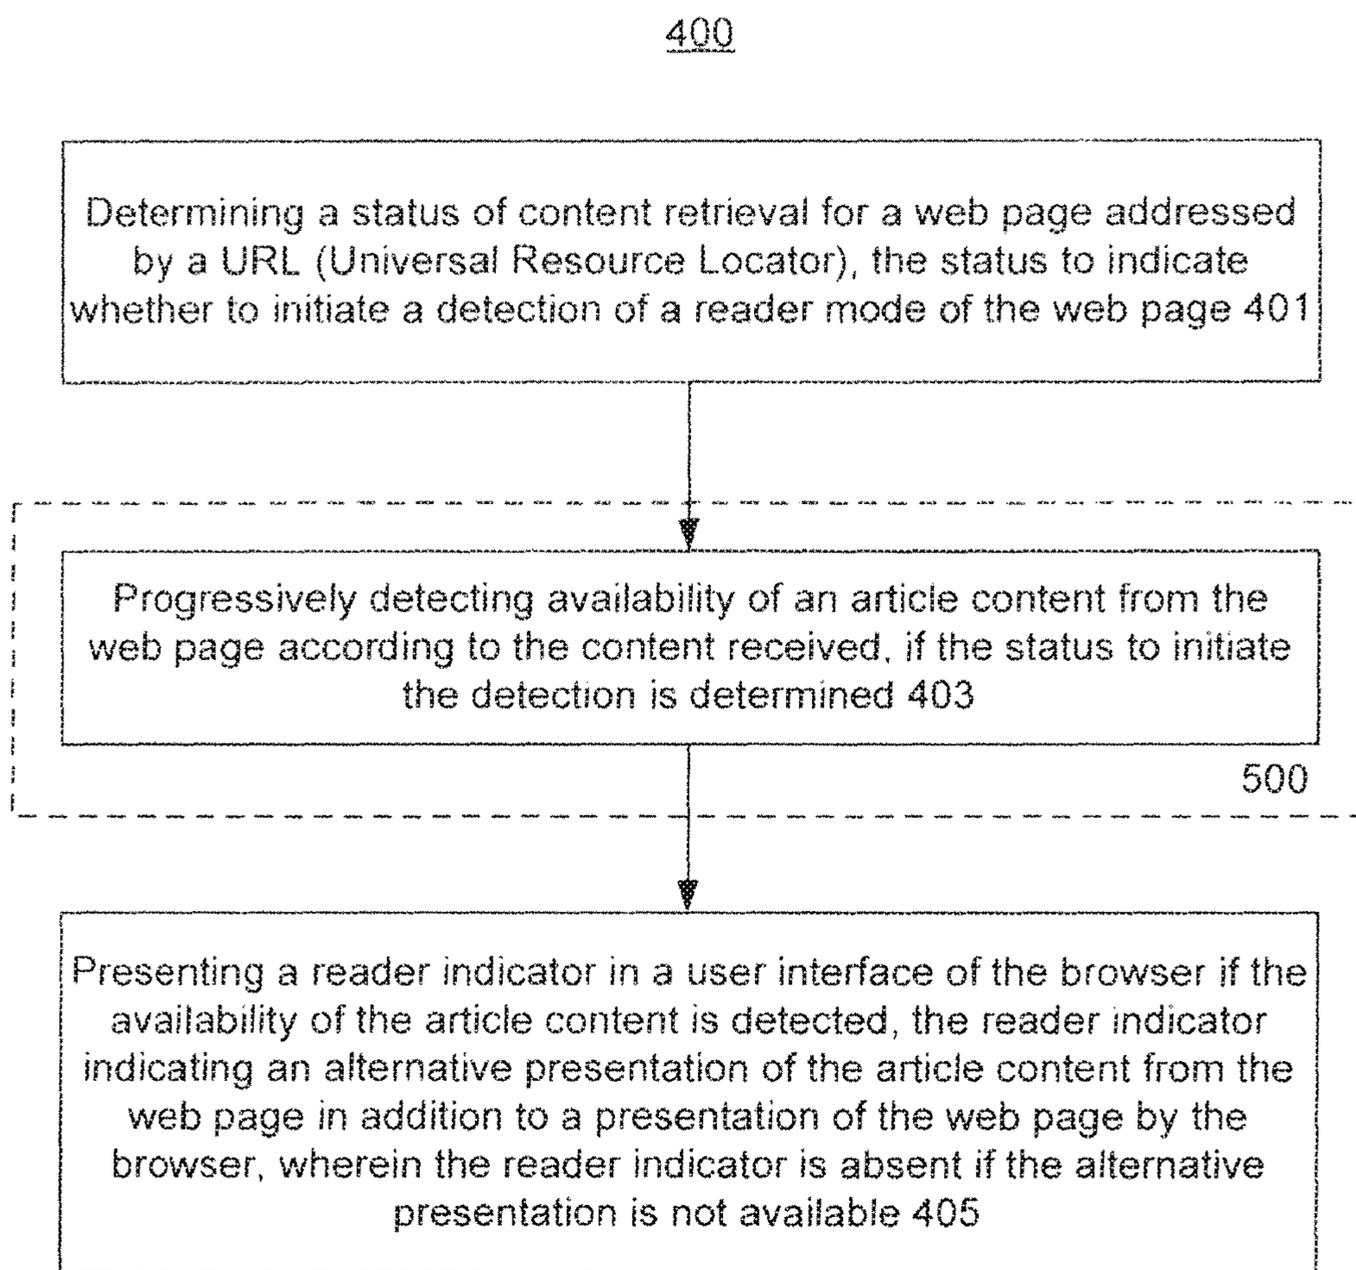 400
Determining a status of content retrieval for a web page addressed
by a URL (Universal Resource Locator), the status to indicate
whether to initiate a detection of a reader mode of the web page 401
Progressively detecting availability of an article content from the
web page according to the content received, if the status to initiate
the detection is determined 403
500
Presenting a reader indicator in a user interface of the browser if the
availability of the article content is detected, the reader indicator
indicating an alternative presentation of the article content from the
web page in addition to a presentation of the web page by the
browser, wherein the reader indicator is absent if the alternative
presentation is not available 405